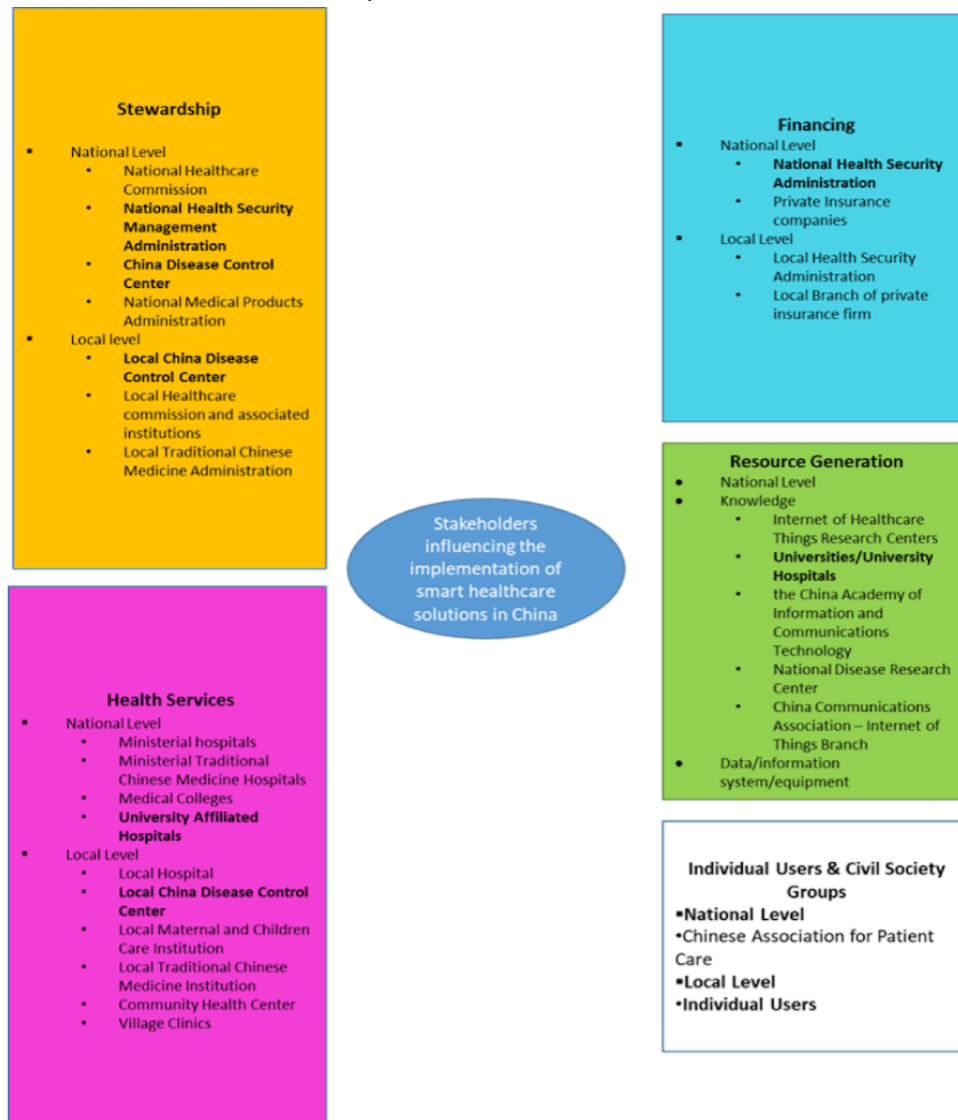 Stewardship
▪ National Level
• National Healthcare
Commission
• National Health Security
Management
Administration
• China Disease Control
Center
• National Medical Products
Administration
▪ Local level
• Local China Disease
Control Center
• Local Healthcare
commission and associated
institutions
• Local Traditional Chinese
Medicine Administration
Health Services
▪ National Level
• Ministerial hospitals
• Ministerial Traditional
Chinese Medicine Hospitals
• Medical Colleges
• University Affiliated
Hospitals
▪ Local Level
• Local Hospital
• Local China Disease Control
Center
• Local Maternal and Children
Care Institution
• Local Traditional Chinese
Medicine Institution
• Community Health Center
• Village Clinics
Stakeholders
influencing the
implementation of
smart healthcare
solutions in China
Financing
▪ National Level
• National Health Security
Administration
• Private Insurance
companies
▪ Local Level
• Local Health Security
Administration
• Local Branch of private
insurance firm
Resource Generation
● National Level
● Knowledge
• Internet of Healthcare
Things Research Centers
• Universities/University
Hospitals
• the China Academy of
Information and
Communications
Technology
• National Disease Research
Center
• China Communications
Association – Internet of
Things Branch
● Data/information
system/equipment
Individual Users & Civil Society
Groups
▪National Level
•Chinese Association for Patient
Care
▪Local Level
•Individual Users